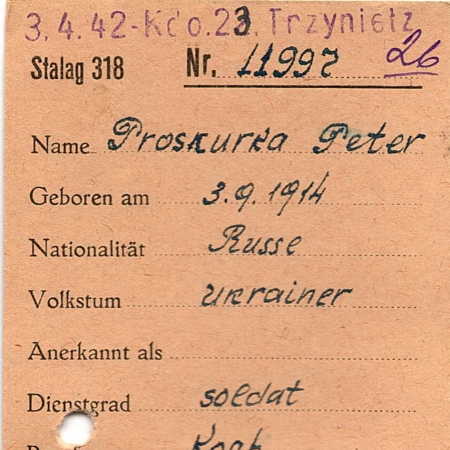 3.4.42-Kdo.23. Trzynietz
26
Stalag 318 Nr. 11997
Name Proskurka Peter
Geboren am 3.9.1914
Nationalität Russe
Volkstum Ukrainer
Anerkannt als
Dienstgrad soldat
Koch